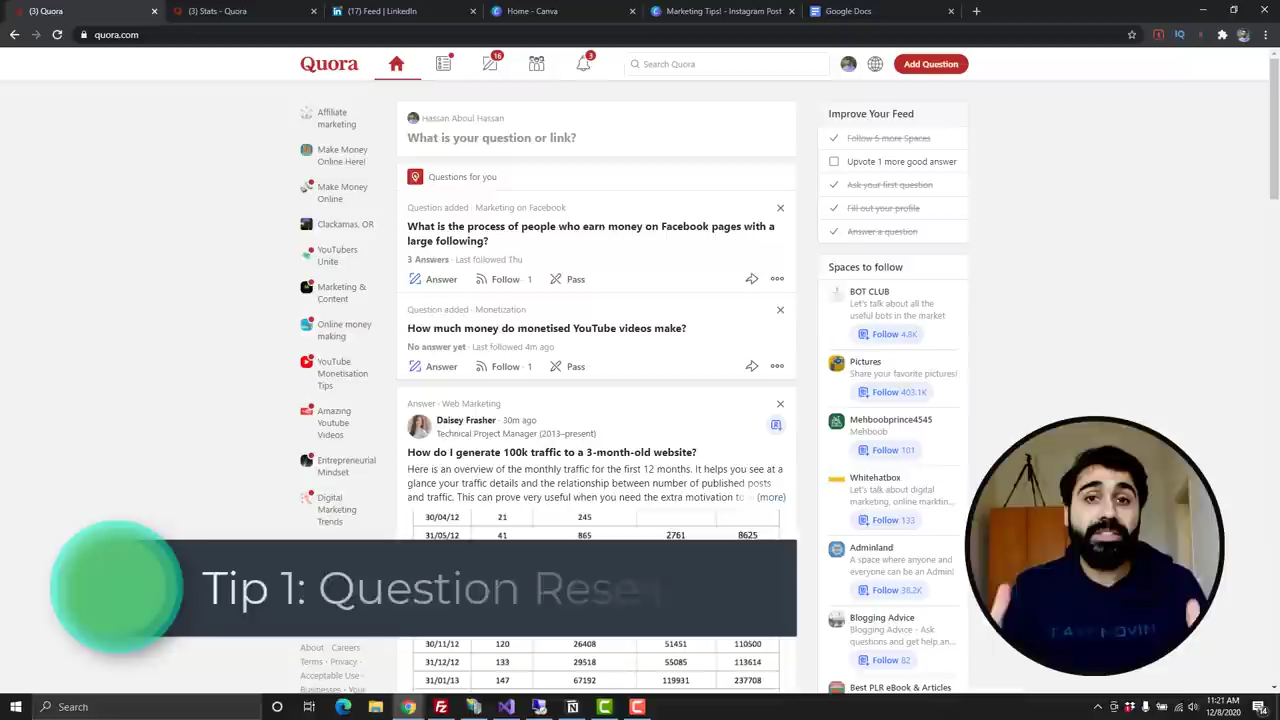 (3) Quora
(3) Stats - Quora
(17) Feed | LinkedIn
Home - Canva
Marketing Tips! - Instagram Post
Google Docs
quora.com
Quora
16
3
Search Quora
Add Question
Affiliate
marketing
Make Money
Online Here!
Make Money
Online
Clackamas, OR
YouTubers
Unite
Marketing &
Content
Online money
making
YouTube
Monetisation
Tips
Amazing
Youtube
Videos
Entrepreneurial
Mindset
Digital
Marketing
Trends
About Careers
Terms · Privacy ·
Acceptable Use ·
Businesses · Your
Hassan Aboul Hassan
What is your question or link?
Questions for you
Question added · Marketing on Facebook
What is the process of people who earn money on Facebook pages with a
large following?
3 Answers · Last followed Thu
Answer Follow · 1 Pass
Question added · Monetization
How much money do monetised YouTube videos make?
No answer yet · Last followed 4m ago
Answer Follow · 1 Pass
Answer · Web Marketing
Daisey Frasher · 30m ago
Technical Project Manager (2013–present)
How do I generate 100k traffic to a 3-month-old website?
Here is an overview of the monthly traffic for the first 12 months. It helps you see at a
glance your traffic details and the relationship between number of published posts
and traffic. This can prove very useful when you need the extra motivation to (more)
30/04/12 21 245
31/05/12 41 865 2761 8625
Tip 1: Question Rese
30/11/12 120 26408 51451 110500
31/12/12 133 29518 55085 113614
31/01/13 147 67192 119931 237708
Improve Your Feed
Follow 5 more Spaces
Upvote 1 more good answer
Ask your first question
Fill out your profile
Answer a question
Spaces to follow
BOT CLUB
Let's talk about all the
useful bots in the market
Follow 4.8K
Pictures
Share your favorite pictures!
Follow 403.1K
Mehboobprince4545
Mehboob
Follow 101
Whitehatbox
Let's talk about digital
marketing, online marktin...
Follow 133
Adminland
A space where anyone and
everyone can be an Admin!
Follow 38.2K
Blogging Advice
Blogging Advice - Ask
questions and get help an...
Follow 82
Best PLR eBook & Articles
Search
11:21 AM
12/8/2020